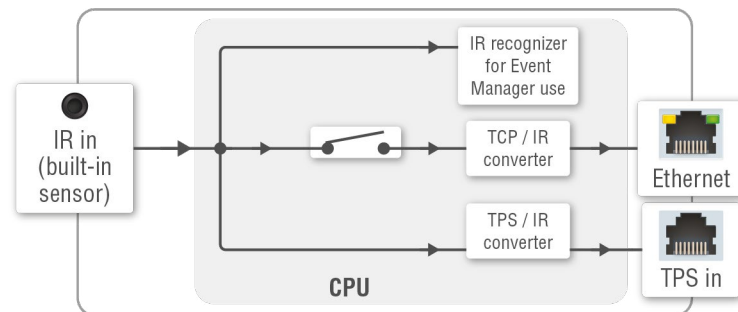 IR recognizer
for Event
Manager use
IR in
(built-in
sensor)
TCP / IR
converter
Ethernet
TPS / IR
converter
TPS in
CPU